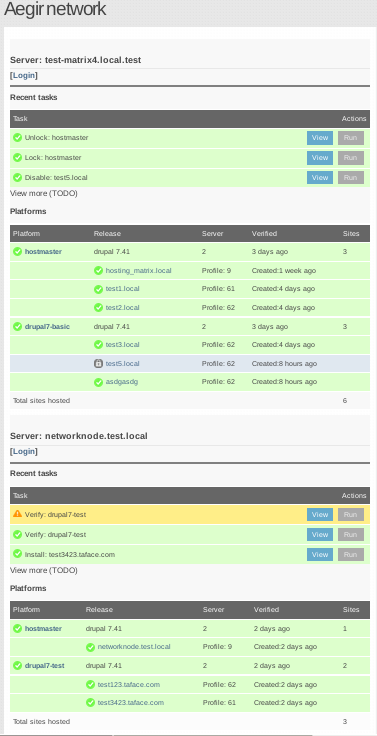 Aegir network
Server: test-matrix4.local.test
[Login]
Recent tasks
Task Actions
Unlock: hostmaster View Run
Lock: hostmaster View Run
Disable: test5.local View Run
View more (TODO)
Platforms
Platform Release Server Verified Sites
hostmaster drupal 7.41 2 3 days ago 3
hosting_matrix.local Profile: 9 Created:1 week ago
test1.local Profile: 61 Created:4 days ago
test2.local Profile: 62 Created:4 days ago
drupal7-basic drupal 7.41 2 3 days ago 3
test3.local Profile: 62 Created:4 days ago
test5.local Profile: 62 Created:8 hours ago
asdgasdg Profile: 62 Created:8 hours ago
Total sites hosted 6
Server: networknode.test.local
[Login]
Recent tasks
Task Actions
Verify: drupal7-test View Run
Verify: drupal7-test View Run
Install: test3423.taface.com View Run
View more (TODO)
Platforms
Platform Release Server Verified Sites
hostmaster drupal 7.41 2 2 days ago 1
networknode.test.local Profile: 9 Created:2 days ago
drupal7-test drupal 7.41 2 2 days ago 2
test123.taface.com Profile: 62 Created:2 days ago
test3423.taface.com Profile: 61 Created:2 days ago
Total sites hosted 3